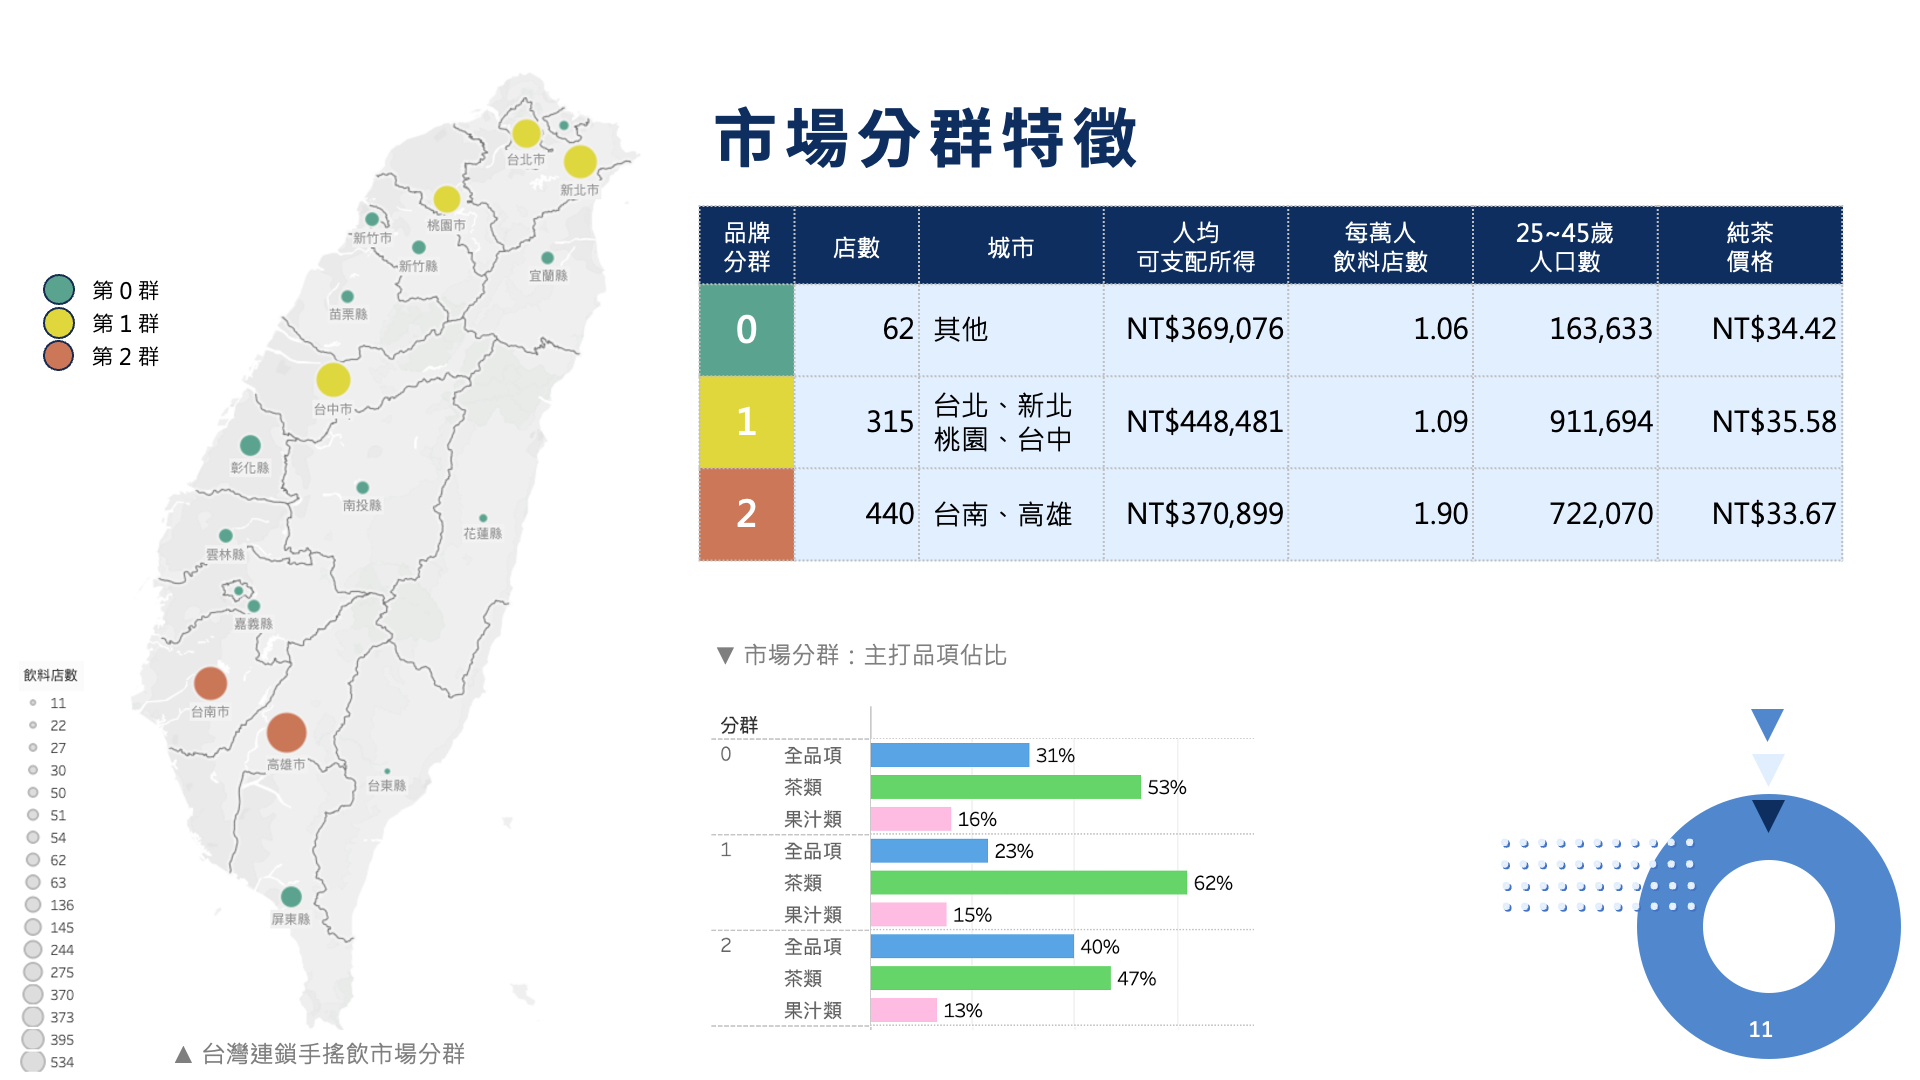 市場分群特徵
第 0 群
第 1 群
第 2 群
台北市
新北市
桃園市
新竹市
新竹縣
宜蘭縣
苗栗縣
台中市
彰化縣
南投縣
花蓮縣
雲林縣
嘉義縣
台南市
高雄市
台東縣
屏東縣
飲料店數
11
22
27
30
50
51
54
62
63
136
145
244
275
370
373
395
534
▲ 台灣連鎖手搖飲市場分群
品牌分群 店數 城市 人均可支配所得 每萬人飲料店數 25~45歲人口數 純茶價格
0 62 其他 NT$369,076 1.06 163,633 NT$34.42
1 315 台北、新北桃園、台中 NT$448,481 1.09 911,694 NT$35.58
2 440 台南、高雄 NT$370,899 1.90 722,070 NT$33.67
▼ 市場分群：主打品項佔比
分群
0 全品項 31%
茶類 53%
果汁類 16%
1 全品項 23%
茶類 62%
果汁類 15%
2 全品項 40%
茶類 47%
果汁類 13%
11